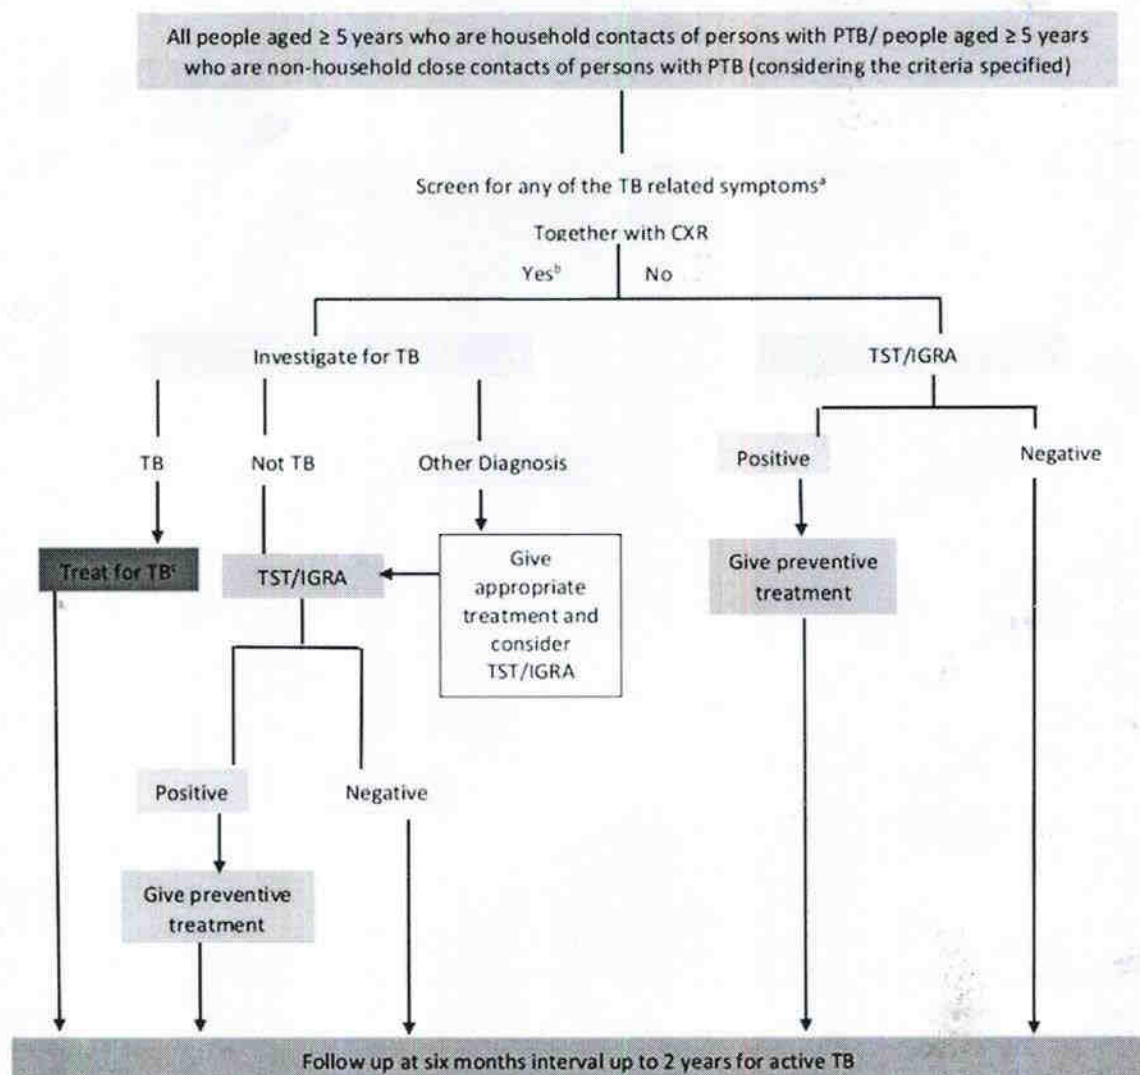 All people aged ≥ 5 years who are household contacts of persons with PTB/ people aged ≥ 5 years
who are non-household close contacts of persons with PTB (considering the criteria specified)
Screen for any of the TB related symptomsᵃ
Together with CXR
Yesᵇ
No
Investigate for TB
TST/IGRA
TB
Not TB
Other Diagnosis
Positive
Negative
Treat for TBᶜ
TST/IGRA
Give
appropriate
treatment and
consider
TST/IGRA
Give preventive
treatment
Positive
Negative
Give preventive
treatment
Follow up at six months interval up to 2 years for active TB